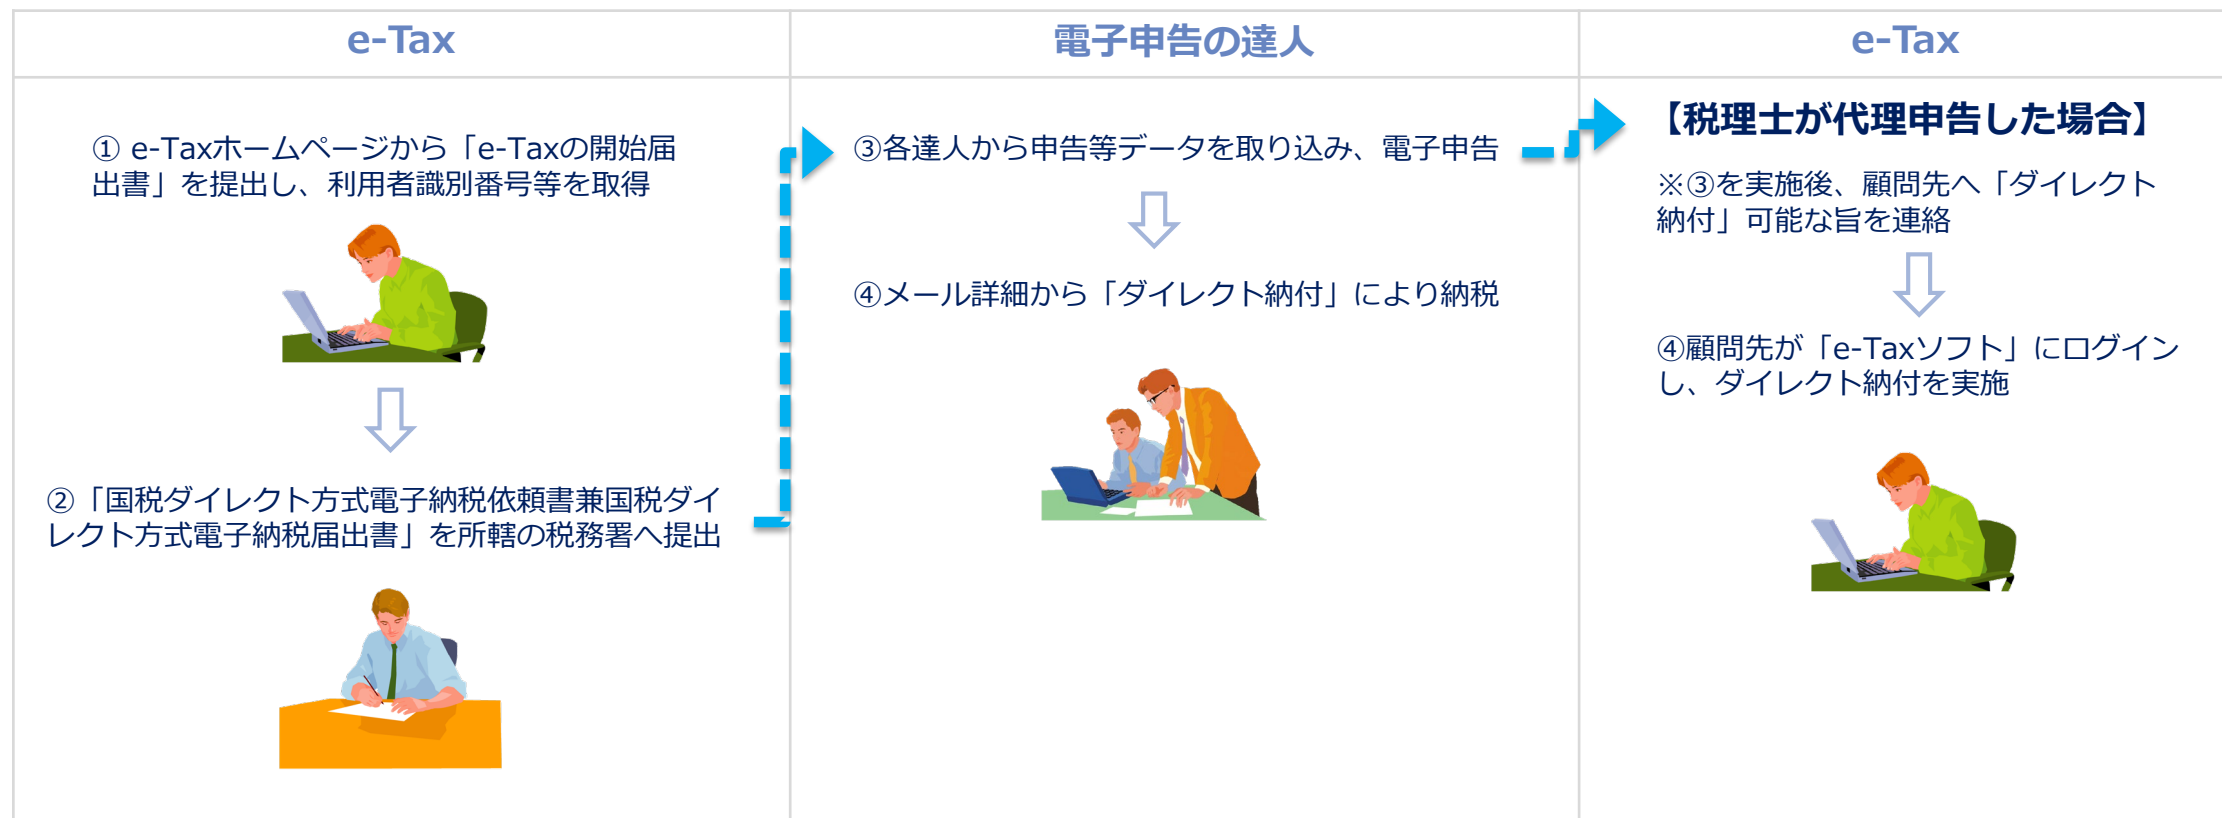 e-Tax
電子申告の達人
e-Tax
① e-Taxホームページから「e-Taxの開始届
出書」を提出し、利用者識別番号等を取得
②「国税ダイレクト方式電子納税依頼書兼国税ダイ
レクト方式電子納税届出書」を所轄の税務署へ提出
③各達人から申告等データを取り込み、電子申告
④メール詳細から「ダイレクト納付」により納税
【税理士が代理申告した場合】
※③を実施後、顧問先へ「ダイレクト
納付」可能な旨を連絡
④顧問先が「e-Taxソフト」にログイン
し、ダイレクト納付を実施